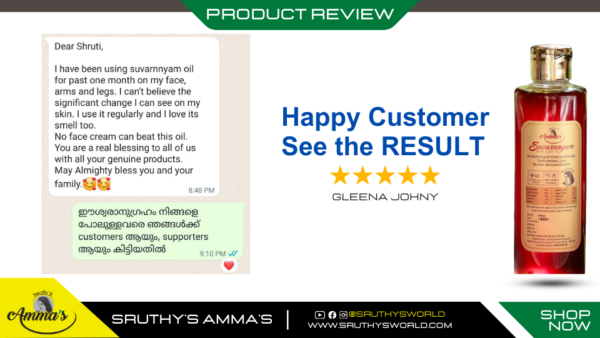 PRODUCT REVIEW
Dear Shruti,
I have been using suvarnnyam oil
for past one month on my face,
arms and legs. I can't believe the
significant change I can see on my
skin. I use it regularly and I love its
smell too.
No face cream can beat this oil.
You are a real blessing to all of us
with all your genuine products.
May Almighty bless you and your
family.🥰🥰
8:48 PM
ഈശ്വരാനുഗ്രഹം നിങ്ങളെ
പോലുള്ളവരെ ഞങ്ങൾക്ക്
customers ആയും, supporters
ആയും കിട്ടിയതിൽ
9:10 PM
Happy Customer
See the RESULT
GLEENA JOHNY
Amma's
Suvarnnyam
Amma's
SRUTHY'S AMMA'S
@SRUTHYSWORLD
WWW.SRUTHYSWORLD.COM
SHOP
NOW